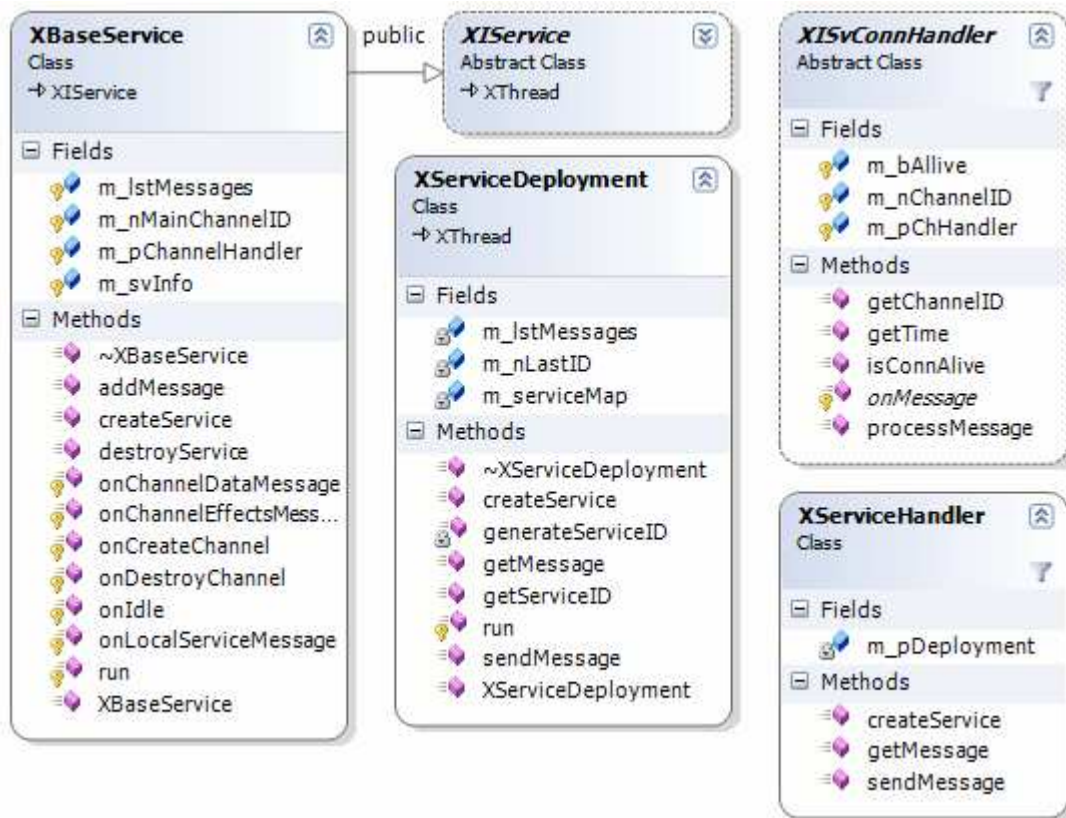 XBaseService
Class
XIService
Fields
m_lstMessages
m_nMainChannelID
m_pChannelHandler
m_svInfo
Methods
~XBaseService
addMessage
createService
destroyService
onChannelDataMessage
onChannelEffectsMess...
onCreateChannel
onDestroyChannel
onIdle
onLocalServiceMessage
run
XBaseService
public
XIService
Abstract Class
XThread
XServiceDeployment
Class
XThread
Fields
m_lstMessages
m_nLastID
m_serviceMap
Methods
~XServiceDeployment
createService
generateServiceID
getMessage
getServiceID
run
sendMessage
XServiceDeployment
XISvConnHandler
Abstract Class
Fields
m_bAllive
m_nChannelID
m_pChHandler
Methods
getChannelID
getTime
isConnAlive
onMessage
processMessage
XServiceHandler
Class
Fields
m_pDeployment
Methods
createService
getMessage
sendMessage